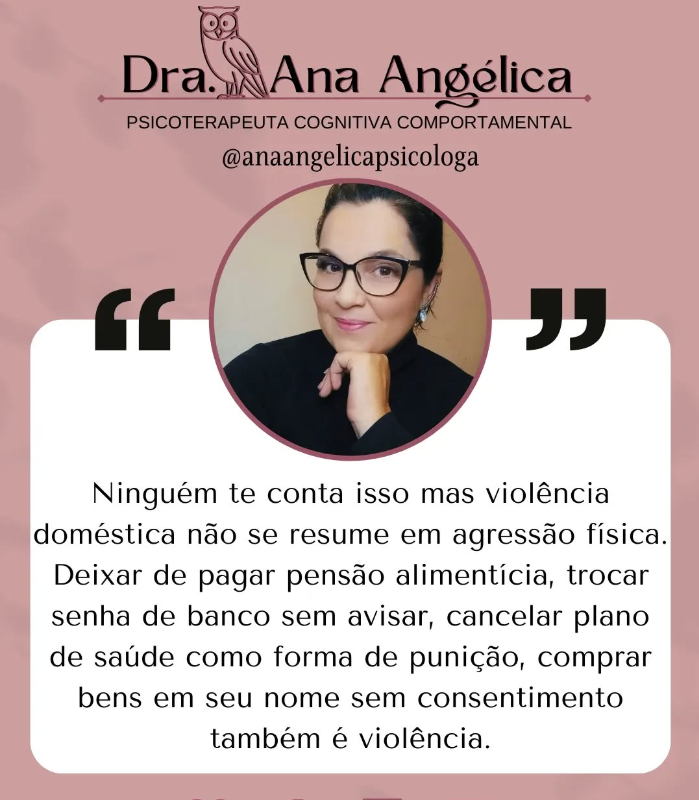 Dra. Ana Angélica
PSICOTERAPEUTA COGNITIVA COMPORTAMENTAL
@anaangelicapsicologa
“ ”
Ninguém te conta isso mas violência
doméstica não se resume em agressão física.
Deixar de pagar pensão alimentícia, trocar
senha de banco sem avisar, cancelar plano
de saúde como forma de punição, comprar
bens em seu nome sem consentimento
também é violência.